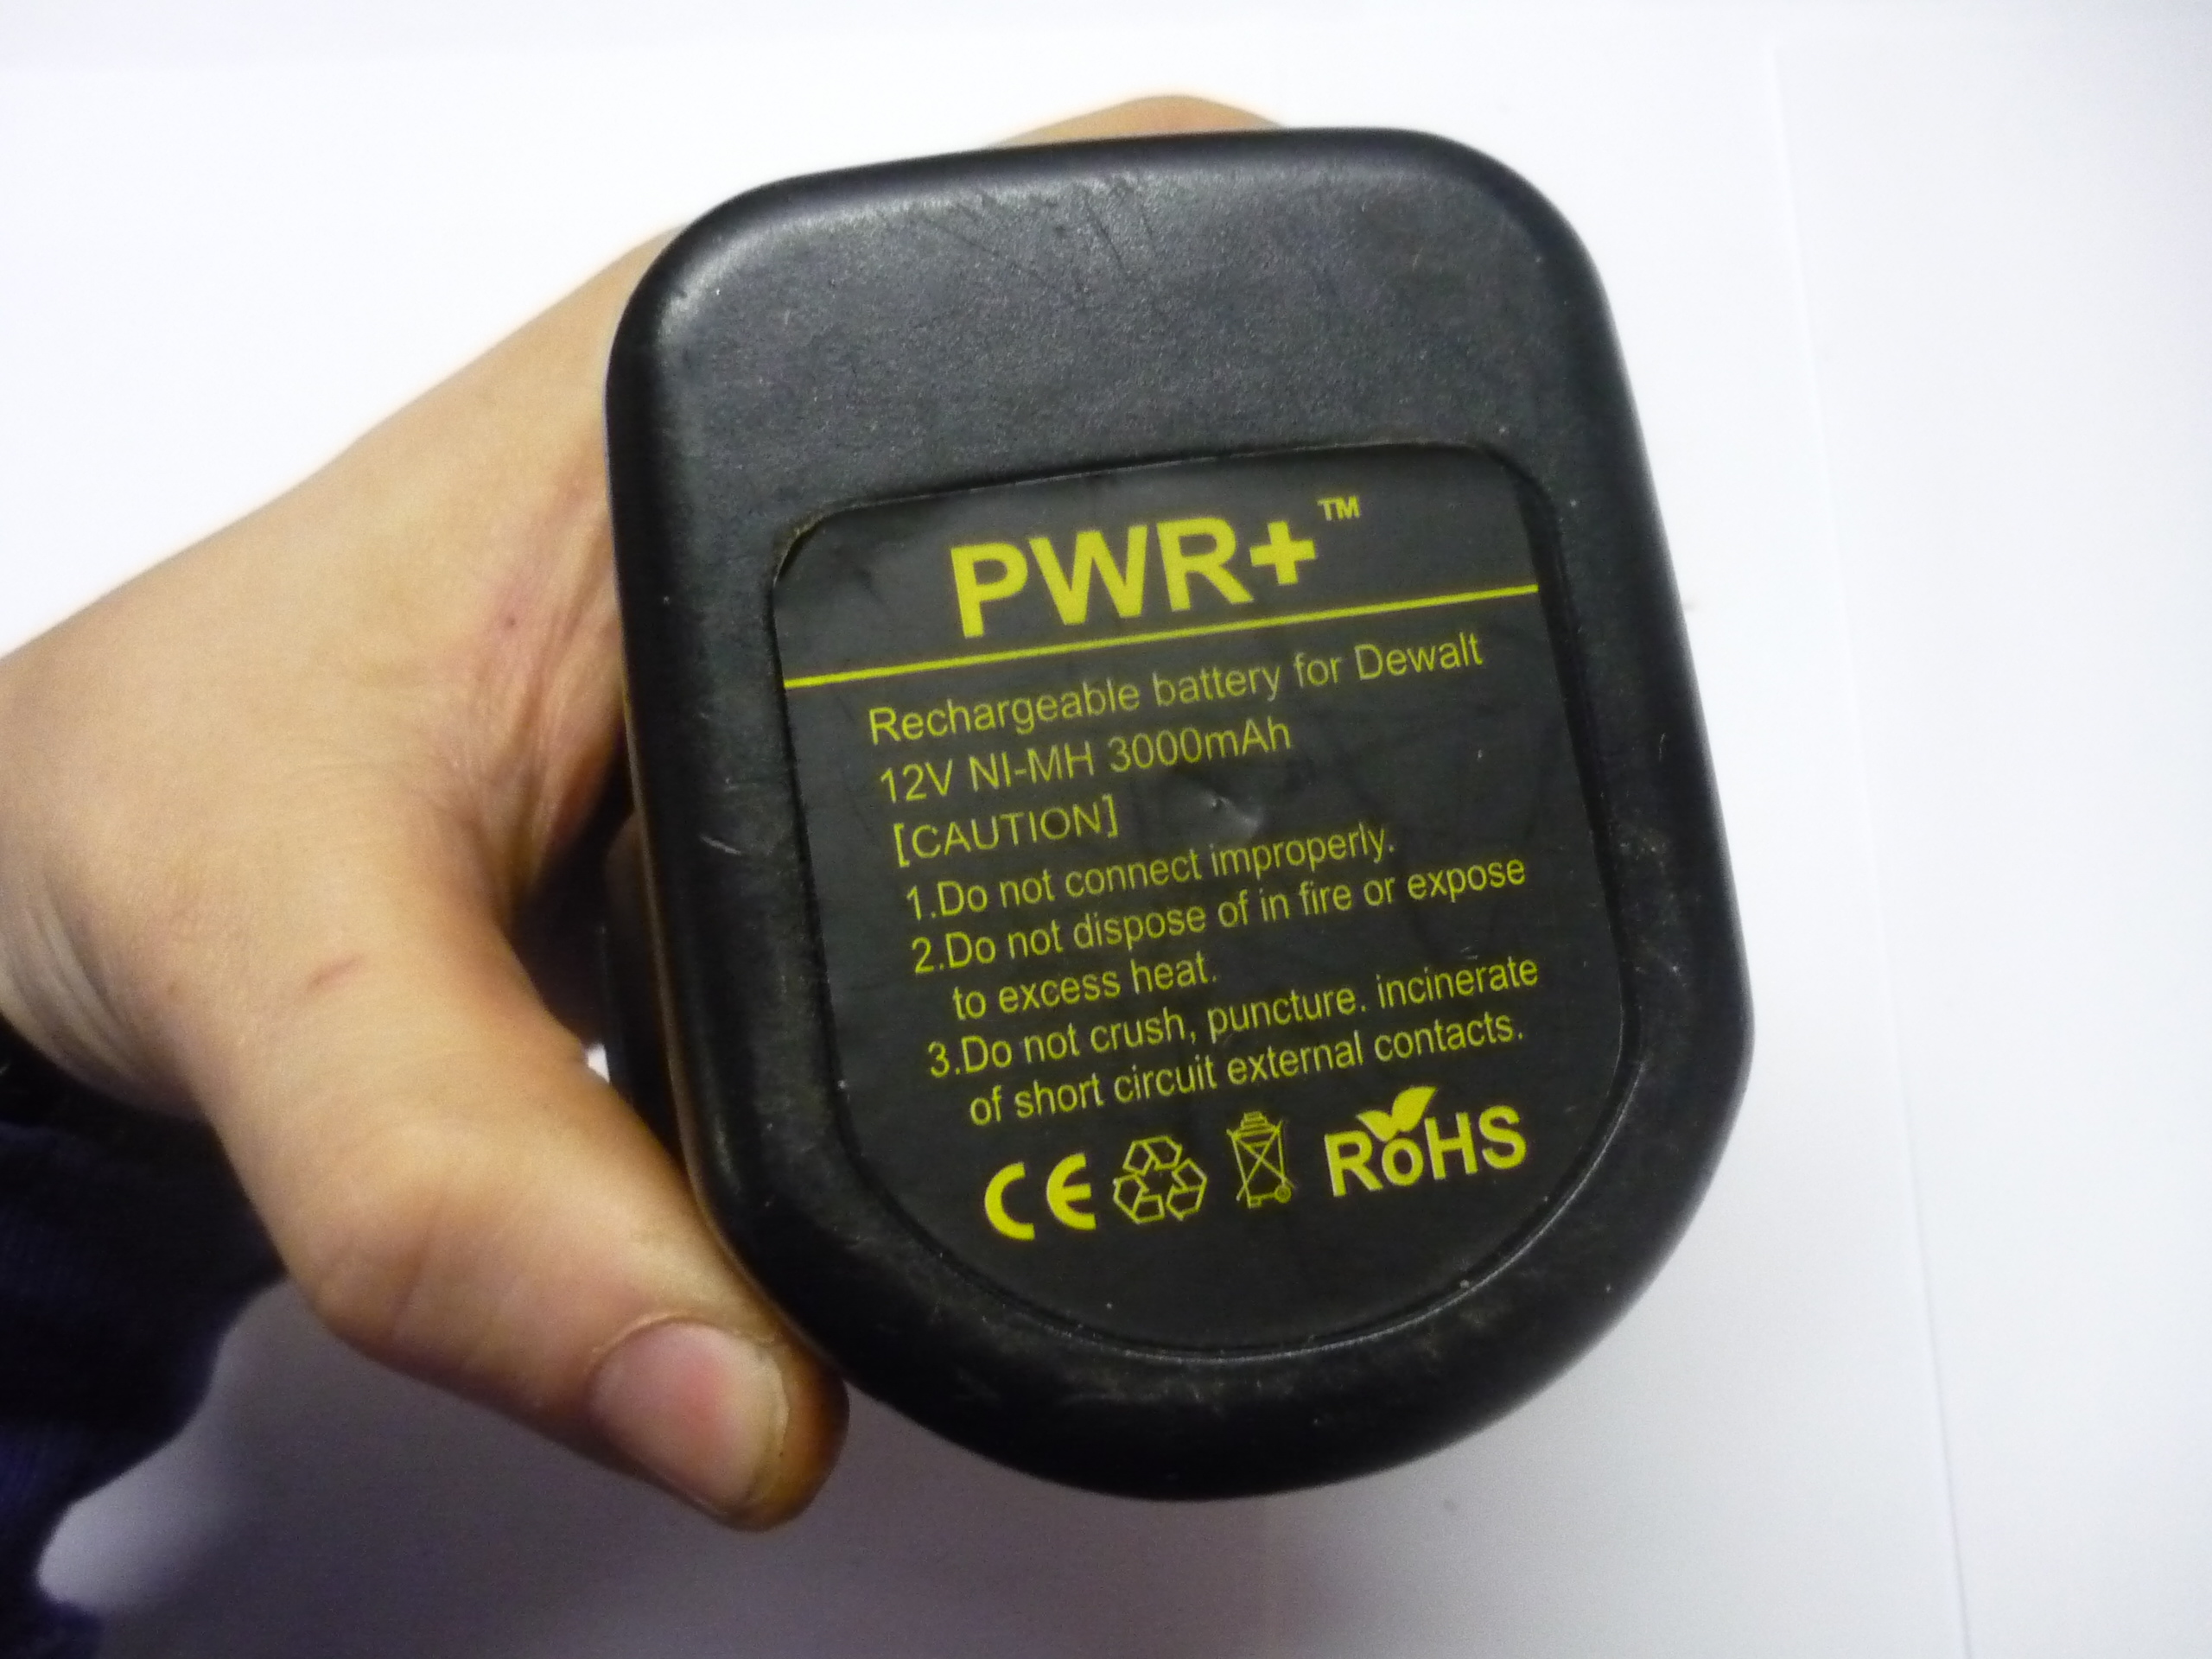 PWR+™
Rechargeable battery for Dewalt
12V NI-MH 3000mAh
[CAUTION]
1.Do not connect improperly.
2.Do not dispose of in fire or expose
to excess heat.
3.Do not crush, puncture. incinerate
of short circuit external contacts.
CE RoHS